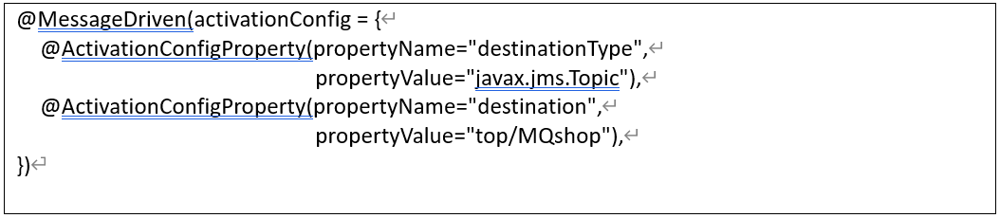 @MessageDriven(activationConfig = {↵
@ActivationConfigProperty(propertyName="destinationType",↵
propertyValue="javax.jms.Topic"),↵
@ActivationConfigProperty(propertyName="destination",↵
propertyValue="top/MQshop"),↵
})↵